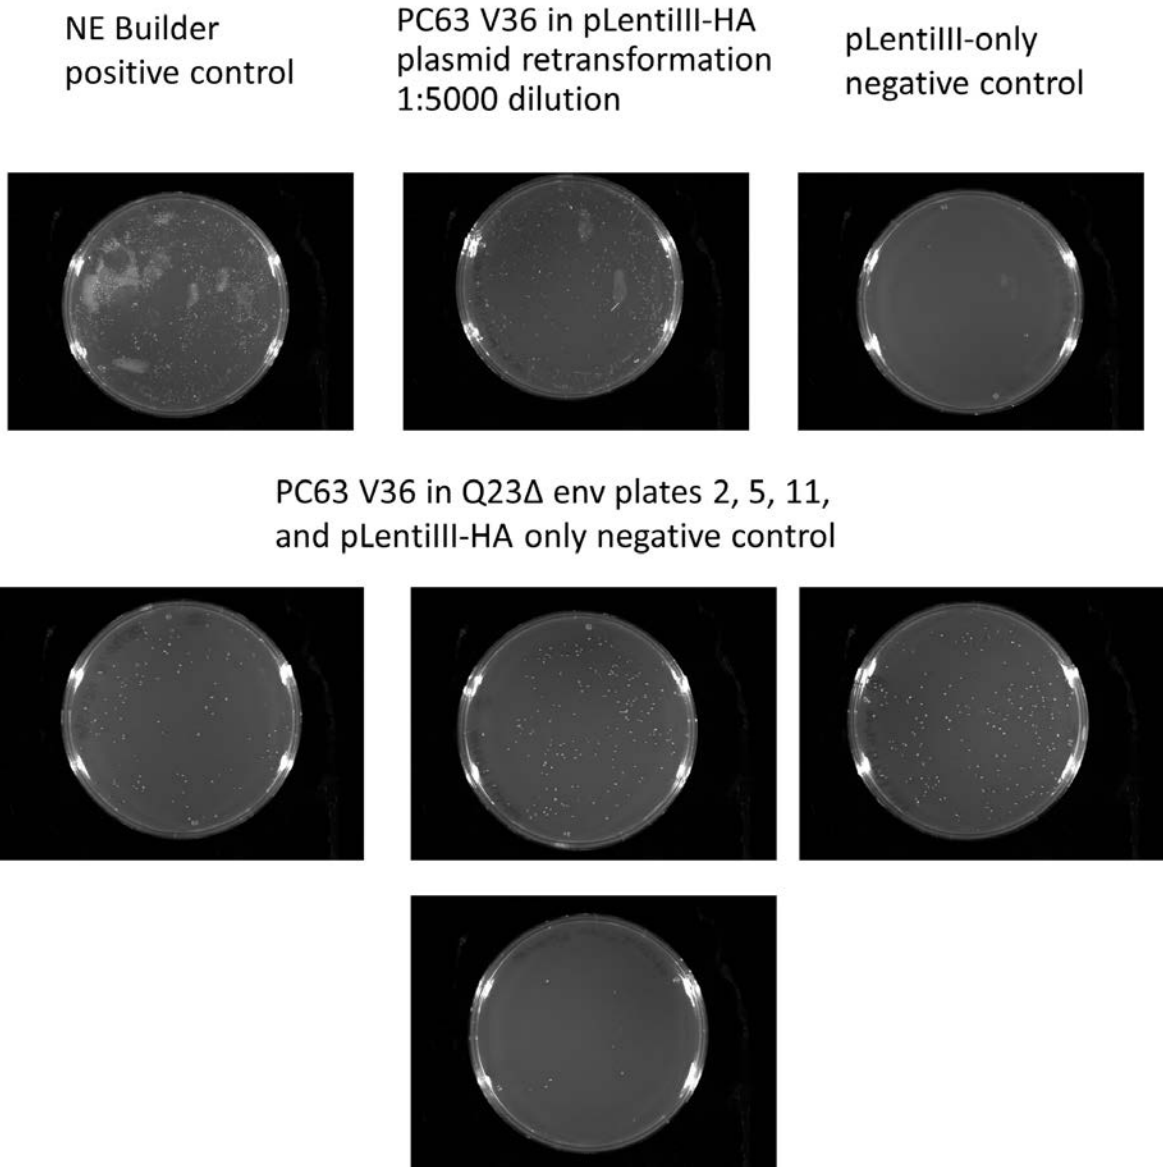 NE Builder
positive control
PC63 V36 in pLentiIII-HA
plasmid retransformation
1:5000 dilution
pLentiIII-only
negative control
PC63 V36 in Q23Δ env plates 2, 5, 11,
and pLentiIII-HA only negative control